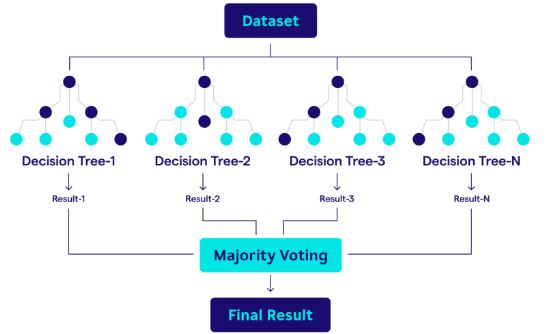 Dataset
Decision Tree-1
Decision Tree-2
Decision Tree-3
Decision Tree-N
Result-1
Result-2
Result-3
Result-N
Majority Voting
Final Result